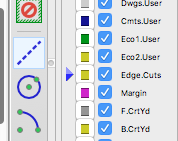 Dwgs.User
Cmts.User
Eco1.User
Eco2.User
Edge.Cuts
Margin
F.CrtYd
B.CrtYd